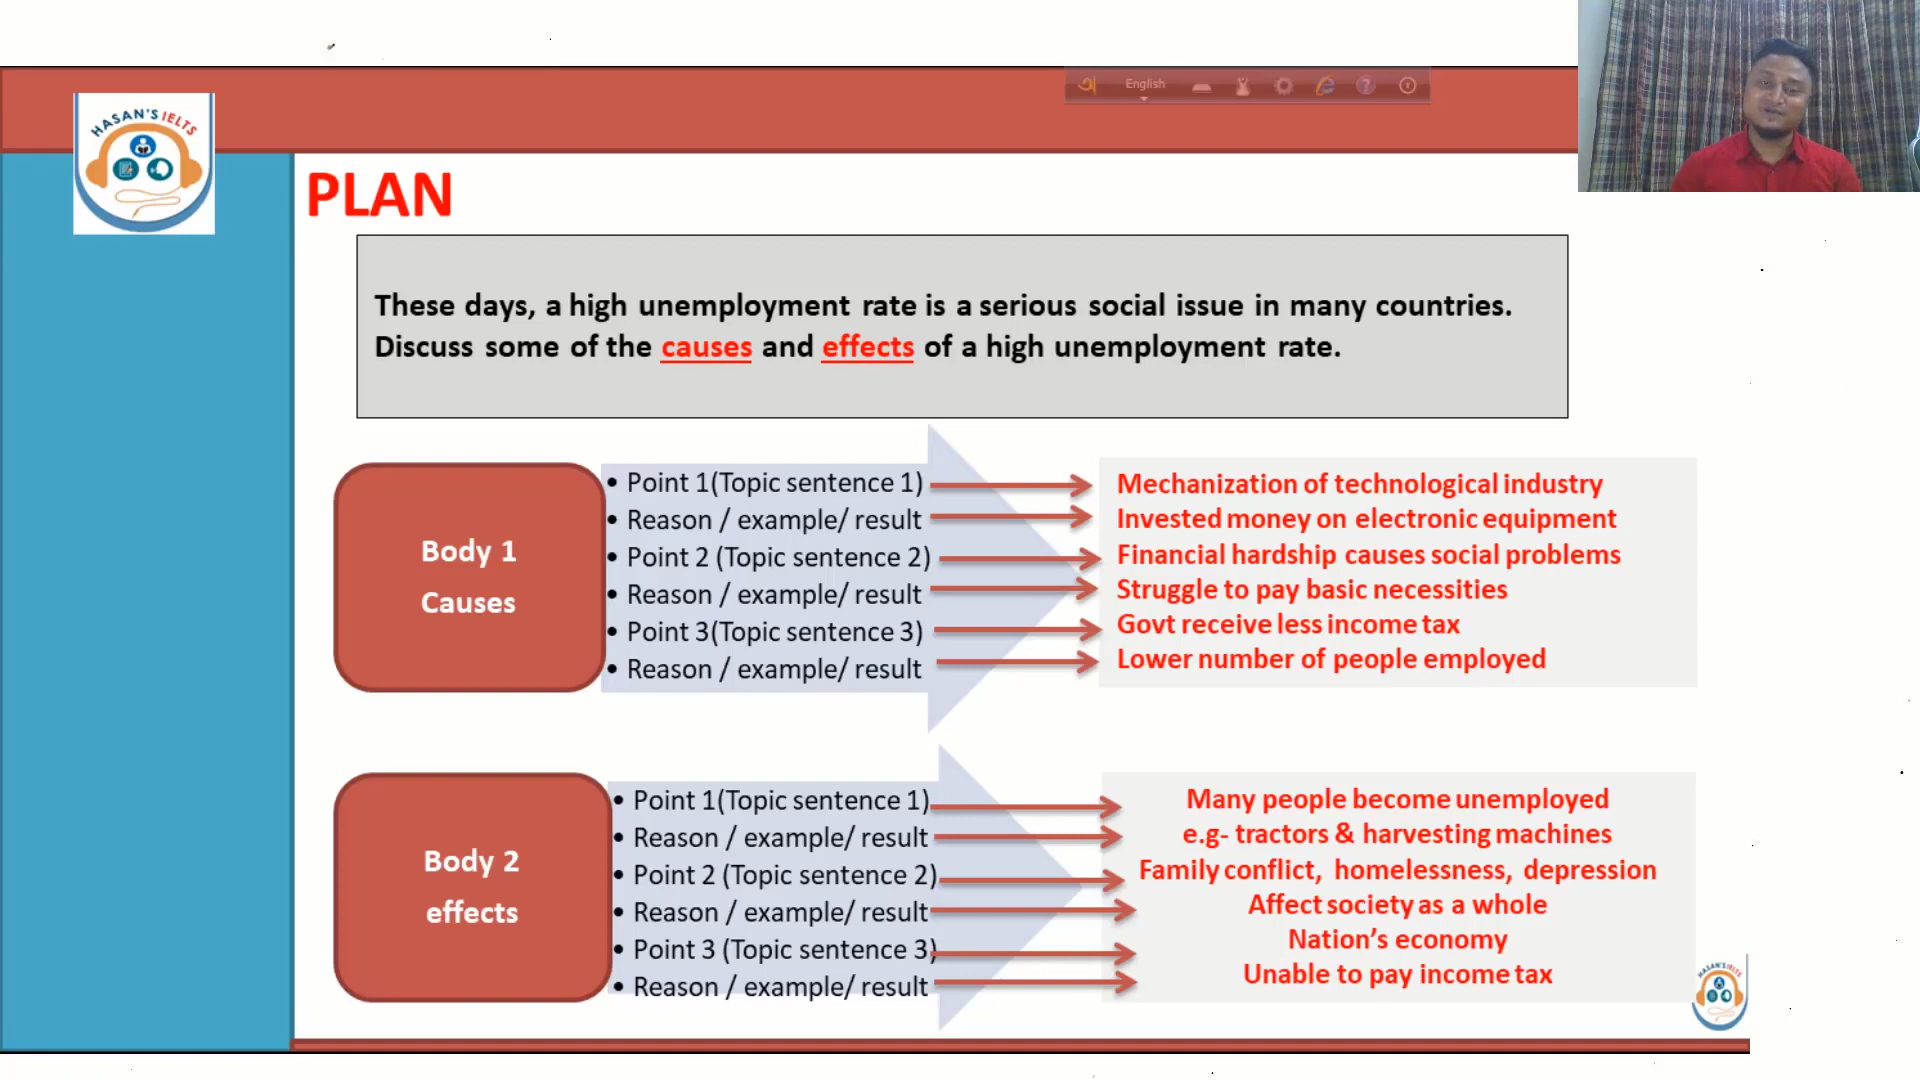 অ English ?
HASAN'S IELTS
PLAN
These days, a high unemployment rate is a serious social issue in many countries.
Discuss some of the causes and effects of a high unemployment rate.
Body 1
Causes
• Point 1(Topic sentence 1)
• Reason / example/ result
• Point 2 (Topic sentence 2)
• Reason / example/ result
• Point 3(Topic sentence 3)
• Reason / example/ result
Mechanization of technological industry
Invested money on electronic equipment
Financial hardship causes social problems
Struggle to pay basic necessities
Govt receive less income tax
Lower number of people employed
Body 2
effects
• Point 1(Topic sentence 1)
• Reason / example/ result
• Point 2 (Topic sentence 2)
• Reason / example/ result
• Point 3 (Topic sentence 3)
• Reason / example/ result
Many people become unemployed
e.g- tractors & harvesting machines
Family conflict, homelessness, depression
Affect society as a whole
Nation's economy
Unable to pay income tax
HASAN'S IELTS